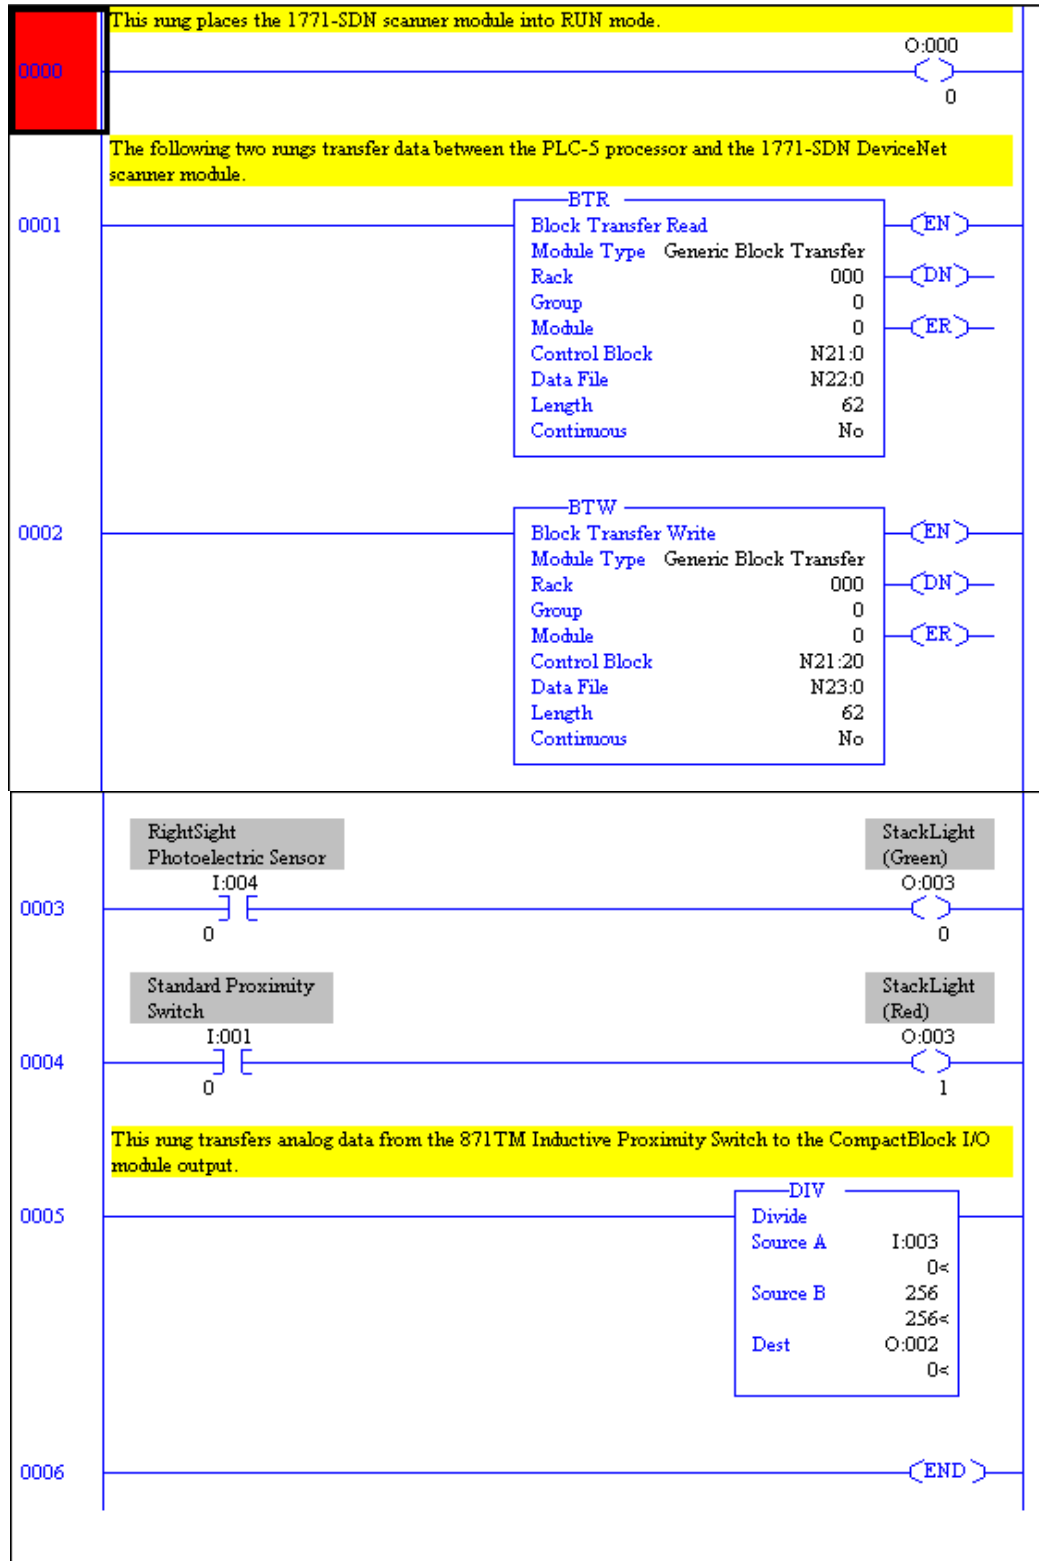 This rung places the 1771-SDN scanner module into RUN mode.
O:000
0000
0
The following two rungs transfer data between the PLC-5 processor and the 1771-SDN DeviceNet
scanner module.
BTR
0001 Block Transfer Read EN
Module Type Generic Block Transfer
Rack 000 DN
Group 0
Module 0 ER
Control Block N21:0
Data File N22:0
Length 62
Continuous No
BTW
0002 Block Transfer Write EN
Module Type Generic Block Transfer
Rack 000 DN
Group 0
Module 0 ER
Control Block N21:20
Data File N23:0
Length 62
Continuous No
RightSight StackLight
Photoelectric Sensor (Green)
I:004 O:003
0003
0 0
Standard Proximity StackLight
Switch (Red)
I:001 O:003
0004
0 1
This rung transfers analog data from the 871TM Inductive Proximity Switch to the CompactBlock I/O
module output.
DIV
0005 Divide
Source A I:003
0<
Source B 256
256<
Dest O:002
0<
0006 END